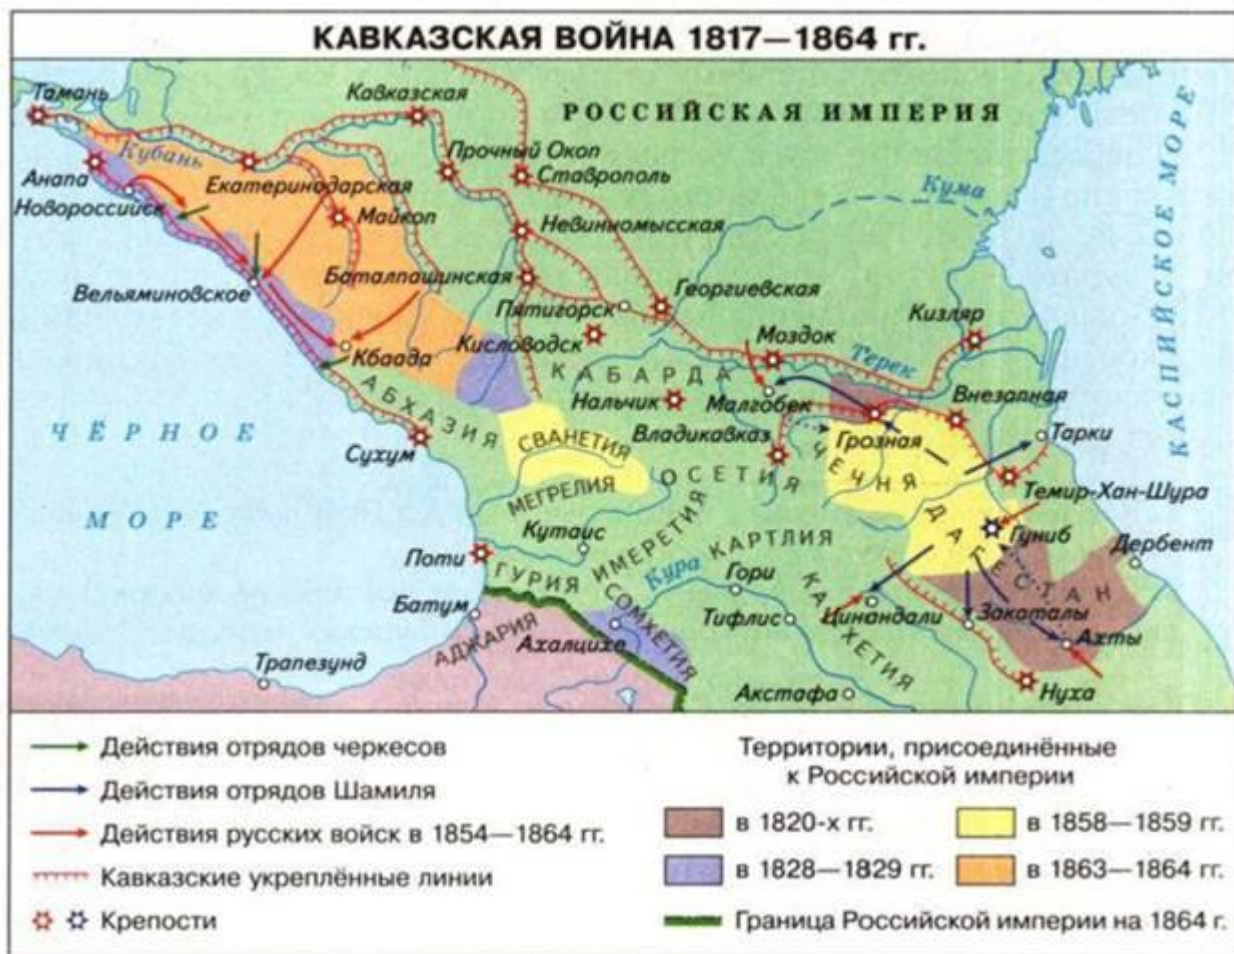 КАВКАЗСКАЯ ВОЙНА 1817—1864 гг.
Тамань
Кавказская
РОССИЙСКАЯ ИМПЕРИЯ
Кубань
Прочный Окоп
Анапа
Екатеринодарская
Ставрополь
Кума
КАСПИЙСКОЕ МОРЕ
Новороссийск
Майкоп
Невинномысская
Вельяминовское
Баталпашинская
Пятигорск
Георгиевская
Кизляр
Моздок
Кбаада
Кисловодск
Терек
КАБАРДА
АБХАЗИЯ
Нальчик
Малгобек
Внезапная
ЧЁРНОЕ
МОРЕ
Сухум
СВАНЕТИЯ
Владикавказ
Грозная
Тарки
ЧЕЧНЯ
ОСЕТИЯ
МЕГРЕЛИЯ
Темир-Хан-Шура
Кутаис
ИМЕРЕТИЯ
КАРТЛИЯ
Гуниб
ДАГЕСТАН
Дербент
Поти
ГУРИЯ
Кура
Гори
КАХЕТИЯ
Батум
СОМХЕТИЯ
Тифлис
Цинандали
Закаталы
АДЖАРИЯ
Ахалцихе
Ахты
Трапезунд
Акстафа
Нуха
Действия отрядов черкесов
Действия отрядов Шамиля
Действия русских войск в 1854—1864 гг.
Кавказские укреплённые линии
Крепости
Территории, присоединённые
к Российской империи
в 1820-х гг.
в 1858—1859 гг.
в 1828—1829 гг.
в 1863—1864 гг.
Граница Российской империи на 1864 г.